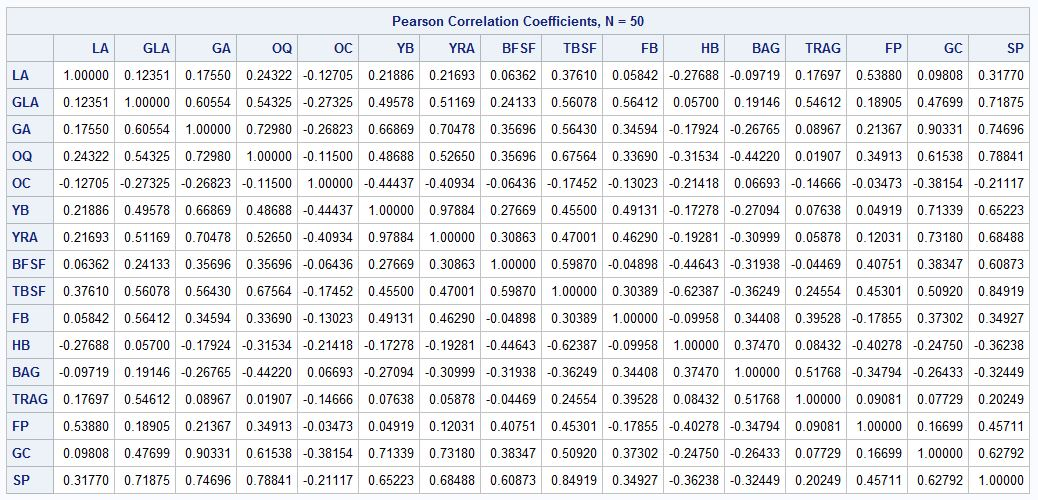 Pearson Correlation Coefficients, N = 50
LA GLA GA OQ OC YB YRA BFSF TBSF FB HB BAG TRAG FP GC SP
LA 1.00000 0.12351 0.17550 0.24322 -0.12705 0.21886 0.21693 0.06362 0.37610 0.05842 -0.27688 -0.09719 0.17697 0.53880 0.09808 0.31770
GLA 0.12351 1.00000 0.60554 0.54325 -0.27325 0.49578 0.51169 0.24133 0.56078 0.56412 0.05700 0.19146 0.54612 0.18905 0.47699 0.71875
GA 0.17550 0.60554 1.00000 0.72980 -0.26823 0.66869 0.70478 0.35696 0.56430 0.34594 -0.17924 -0.26765 0.08967 0.21367 0.90331 0.74696
OQ 0.24322 0.54325 0.72980 1.00000 -0.11500 0.48688 0.52650 0.35696 0.67564 0.33690 -0.31534 -0.44220 0.01907 0.34913 0.61538 0.78841
OC -0.12705 -0.27325 -0.26823 -0.11500 1.00000 -0.44437 -0.40934 -0.06436 -0.17452 -0.13023 -0.21418 0.06693 -0.14666 -0.03473 -0.38154 -0.21117
YB 0.21886 0.49578 0.66869 0.48688 -0.44437 1.00000 0.97884 0.27669 0.45500 0.49131 -0.17278 -0.27094 0.07638 0.04919 0.71339 0.65223
YRA 0.21693 0.51169 0.70478 0.52650 -0.40934 0.97884 1.00000 0.30863 0.47001 0.46290 -0.19281 -0.30999 0.05878 0.12031 0.73180 0.68488
BFSF 0.06362 0.24133 0.35696 0.35696 -0.06436 0.27669 0.30863 1.00000 0.59870 -0.04898 -0.44643 -0.31938 -0.04469 0.40751 0.38347 0.60873
TBSF 0.37610 0.56078 0.56430 0.67564 -0.17452 0.45500 0.47001 0.59870 1.00000 0.30389 -0.62387 -0.36249 0.24554 0.45301 0.50920 0.84919
FB 0.05842 0.56412 0.34594 0.33690 -0.13023 0.49131 0.46290 -0.04898 0.30389 1.00000 -0.09958 0.34408 0.39528 -0.17855 0.37302 0.34927
HB -0.27688 0.05700 -0.17924 -0.31534 -0.21418 -0.17278 -0.19281 -0.44643 -0.62387 -0.09958 1.00000 0.37470 0.08432 -0.40278 -0.24750 -0.36238
BAG -0.09719 0.19146 -0.26765 -0.44220 0.06693 -0.27094 -0.30999 -0.31938 -0.36249 0.34408 0.37470 1.00000 0.51768 -0.34794 -0.26433 -0.32449
TRAG 0.17697 0.54612 0.08967 0.01907 -0.14666 0.07638 0.05878 -0.04469 0.24554 0.39528 0.08432 0.51768 1.00000 0.09081 0.07729 0.20249
FP 0.53880 0.18905 0.21367 0.34913 -0.03473 0.04919 0.12031 0.40751 0.45301 -0.17855 -0.40278 -0.34794 0.09081 1.00000 0.16699 0.45711
GC 0.09808 0.47699 0.90331 0.61538 -0.38154 0.71339 0.73180 0.38347 0.50920 0.37302 -0.24750 -0.26433 0.07729 0.16699 1.00000 0.62792
SP 0.31770 0.71875 0.74696 0.78841 -0.21117 0.65223 0.68488 0.60873 0.84919 0.34927 -0.36238 -0.32449 0.20249 0.45711 0.62792 1.00000